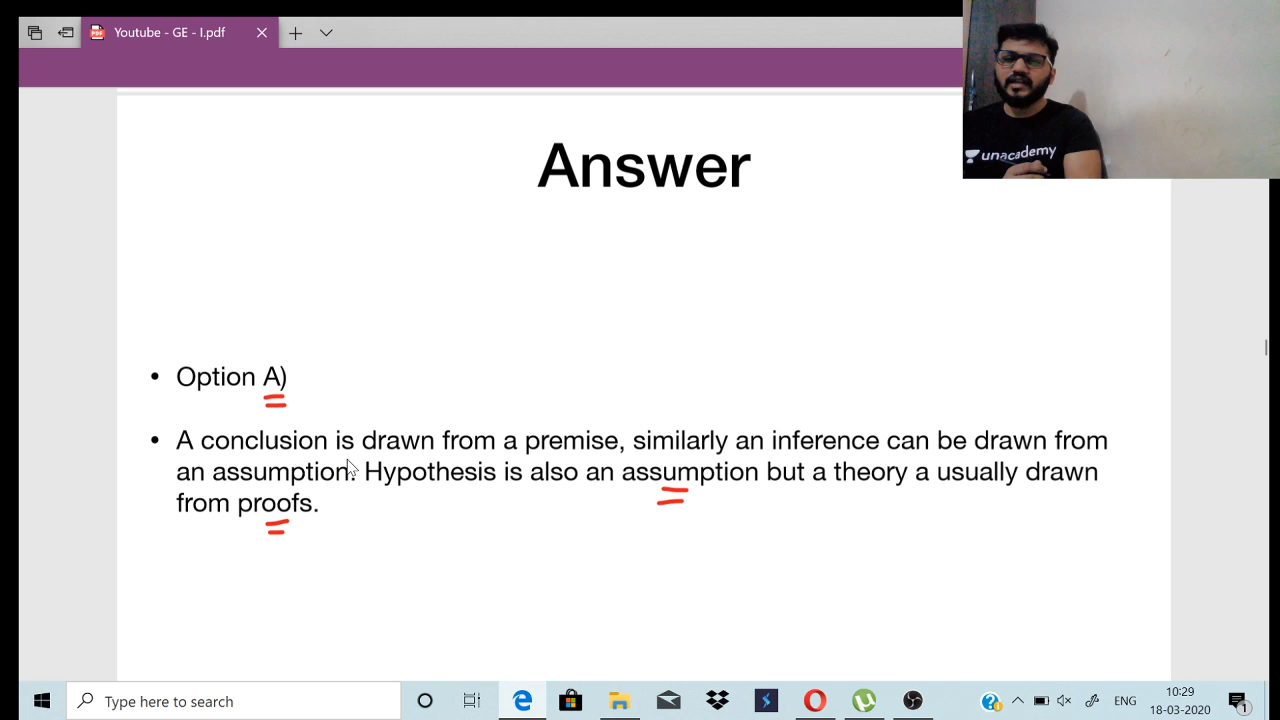 Youtube - GE - I.pdf
unacademy
Answer
• Option A)
• A conclusion is drawn from a premise, similarly an inference can be drawn from
an assumption. Hypothesis is also an assumption but a theory a usually drawn
from proofs.
Type here to search
ENG
10:29
18-03-2020
1